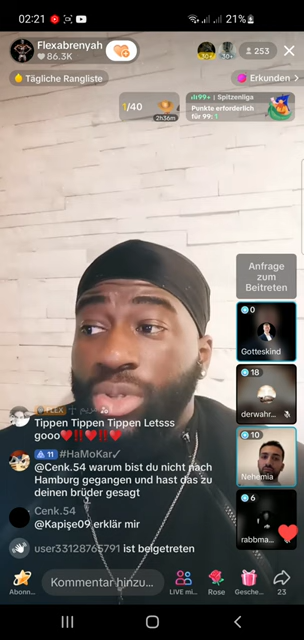 02:21
21%
Flexabrenyah
86.3K
253
Tägliche Rangliste
Erkunden >
1/40
2h36m
99+ | Spitzenliga
Punkte erforderlich
für 99: 1
Anfrage
zum
Beitreten
0
Gotteskind
18
derwahr...
10
Nehemia
6
rabbma...
FLEX
Tippen Tippen Tippen Letsss
gooo❤️‼️❤️‼️❤️
11 #HaMoKar✓
@Cenk.54 warum bist du nicht nach
Hamburg gegangen und hast das zu
deinen brüder gesagt
Cenk.54
@Kapişe09 erklär mir
user33128765791 ist beigetreten
Kommentar hinzu...
Abonn...
LIVE mi...
Rose
Gesche...
23